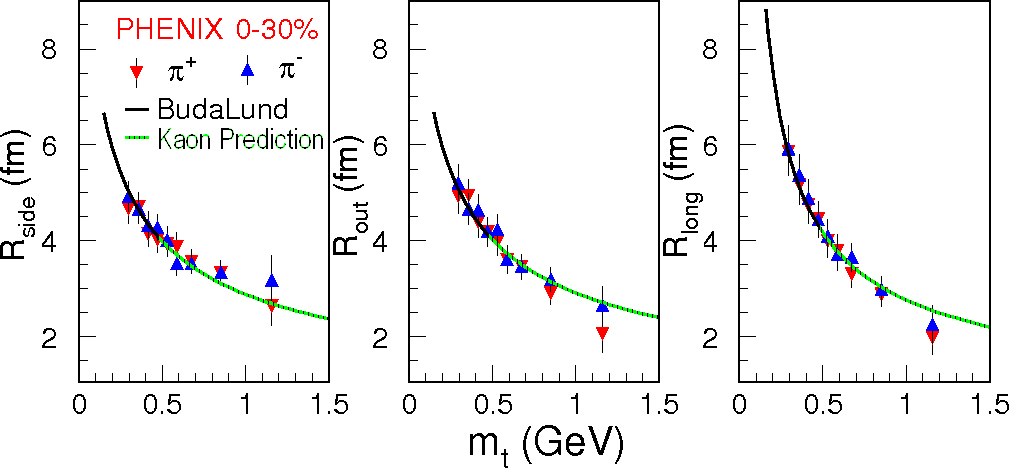 PHENIX 0-30%
π+ π-
BudaLund
Kaon Prediction
Rside (fm)
8
6
4
2
0 0.5 1 1.5
Rout (fm)
8
6
4
2
0 0.5 1 1.5
Rlong (fm)
8
6
4
2
0 0.5 1 1.5
mt (GeV)